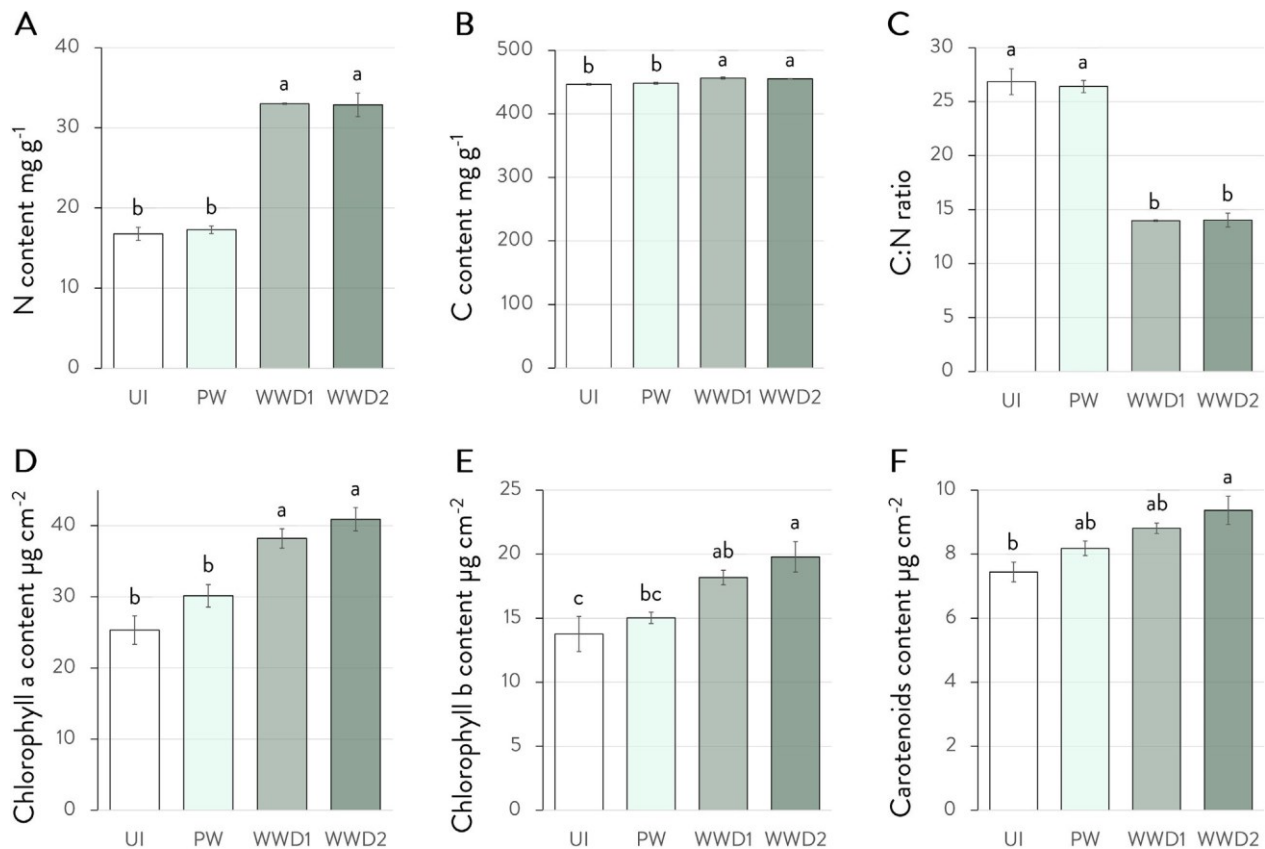 A
N content mg g⁻¹
40
30
20
10
0
b
b
a
a
UI
PW
WWD1
WWD2
B
C content mg g⁻¹
500
400
300
200
100
0
b
b
a
a
UI
PW
WWD1
WWD2
C
C:N ratio
30
25
20
15
10
5
0
a
a
b
b
UI
PW
WWD1
WWD2
D
Chlorophyll a content µg cm⁻²
40
30
20
10
0
b
b
a
a
UI
PW
WWD1
WWD2
E
Chlorophyll b content µg cm⁻²
25
20
15
10
5
0
c
bc
ab
a
UI
PW
WWD1
WWD2
F
Carotenoids content µg cm⁻²
10
8
6
4
2
0
b
ab
ab
a
UI
PW
WWD1
WWD2